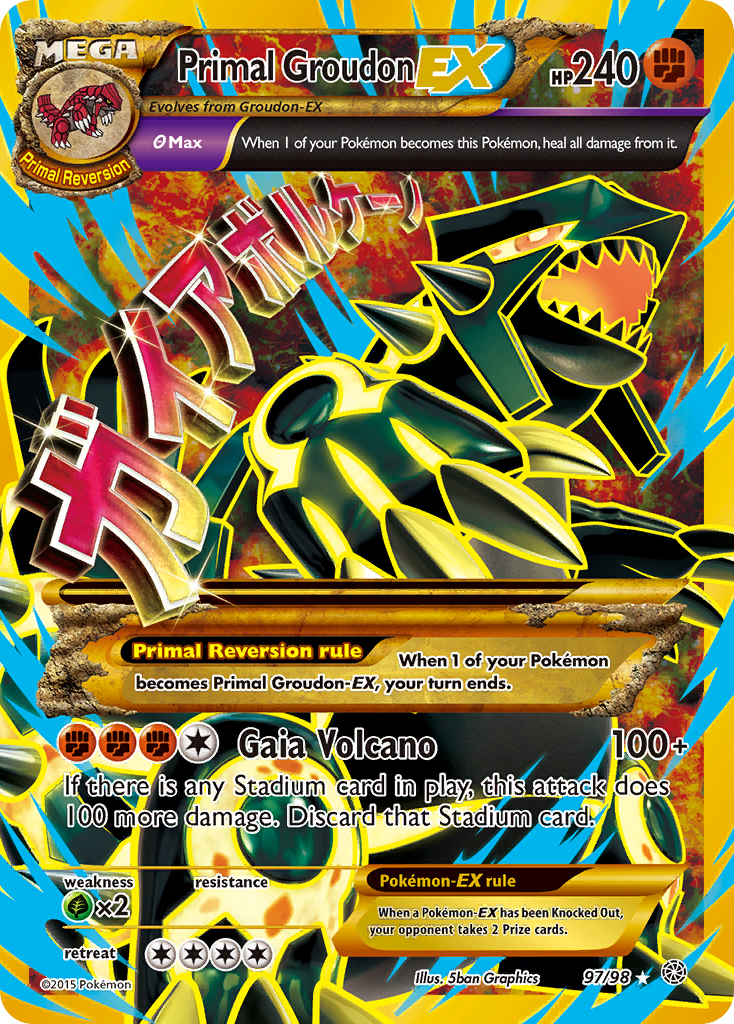 MEGA
Primal Groudon EX
HP240
Evolves from Groudon-EX
Primal Reversion
θ Max
When 1 of your Pokémon becomes this Pokémon, heal all damage from it.
ガイアボルケーノ
Primal Reversion rule
When 1 of your Pokémon
becomes Primal Groudon-EX, your turn ends.
Gaia Volcano 100+
If there is any Stadium card in play, this attack does
100 more damage. Discard that Stadium card.
weakness resistance
×2
Pokémon-EX rule
When a Pokémon-EX has been Knocked Out,
your opponent takes 2 Prize cards.
retreat
©2015 Pokémon
Illus. 5ban Graphics
97/98 ★